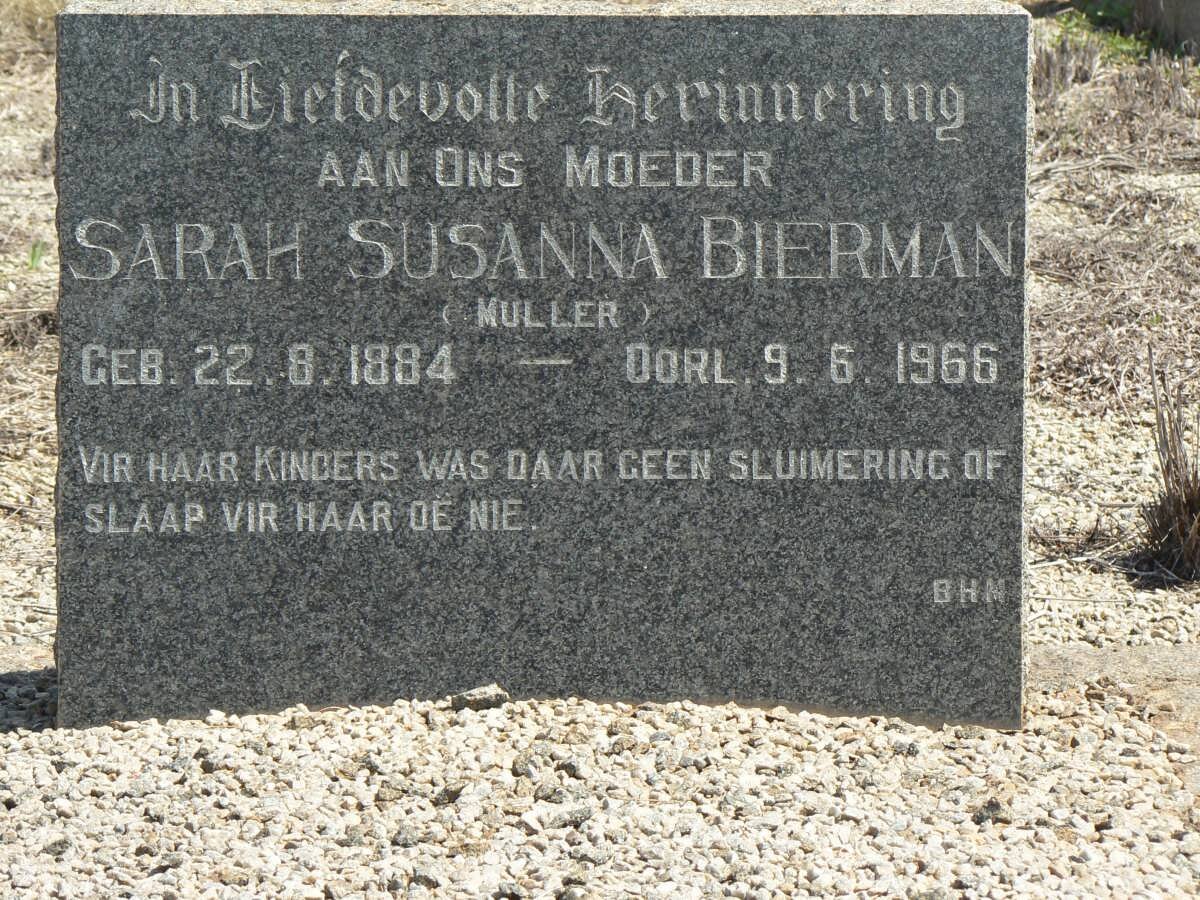 In Liefdevolle Herinnering
AAN ONS MOEDER
SARAH SUSANNA BIERMAN
(MULLER)
GEB. 22.8.1884 — OORL. 9.6.1966
VIR HAAR KINDERS WAS DAAR GEEN SLUIMERING OF
SLAAP VIR HAAR OË NIE.
BHM